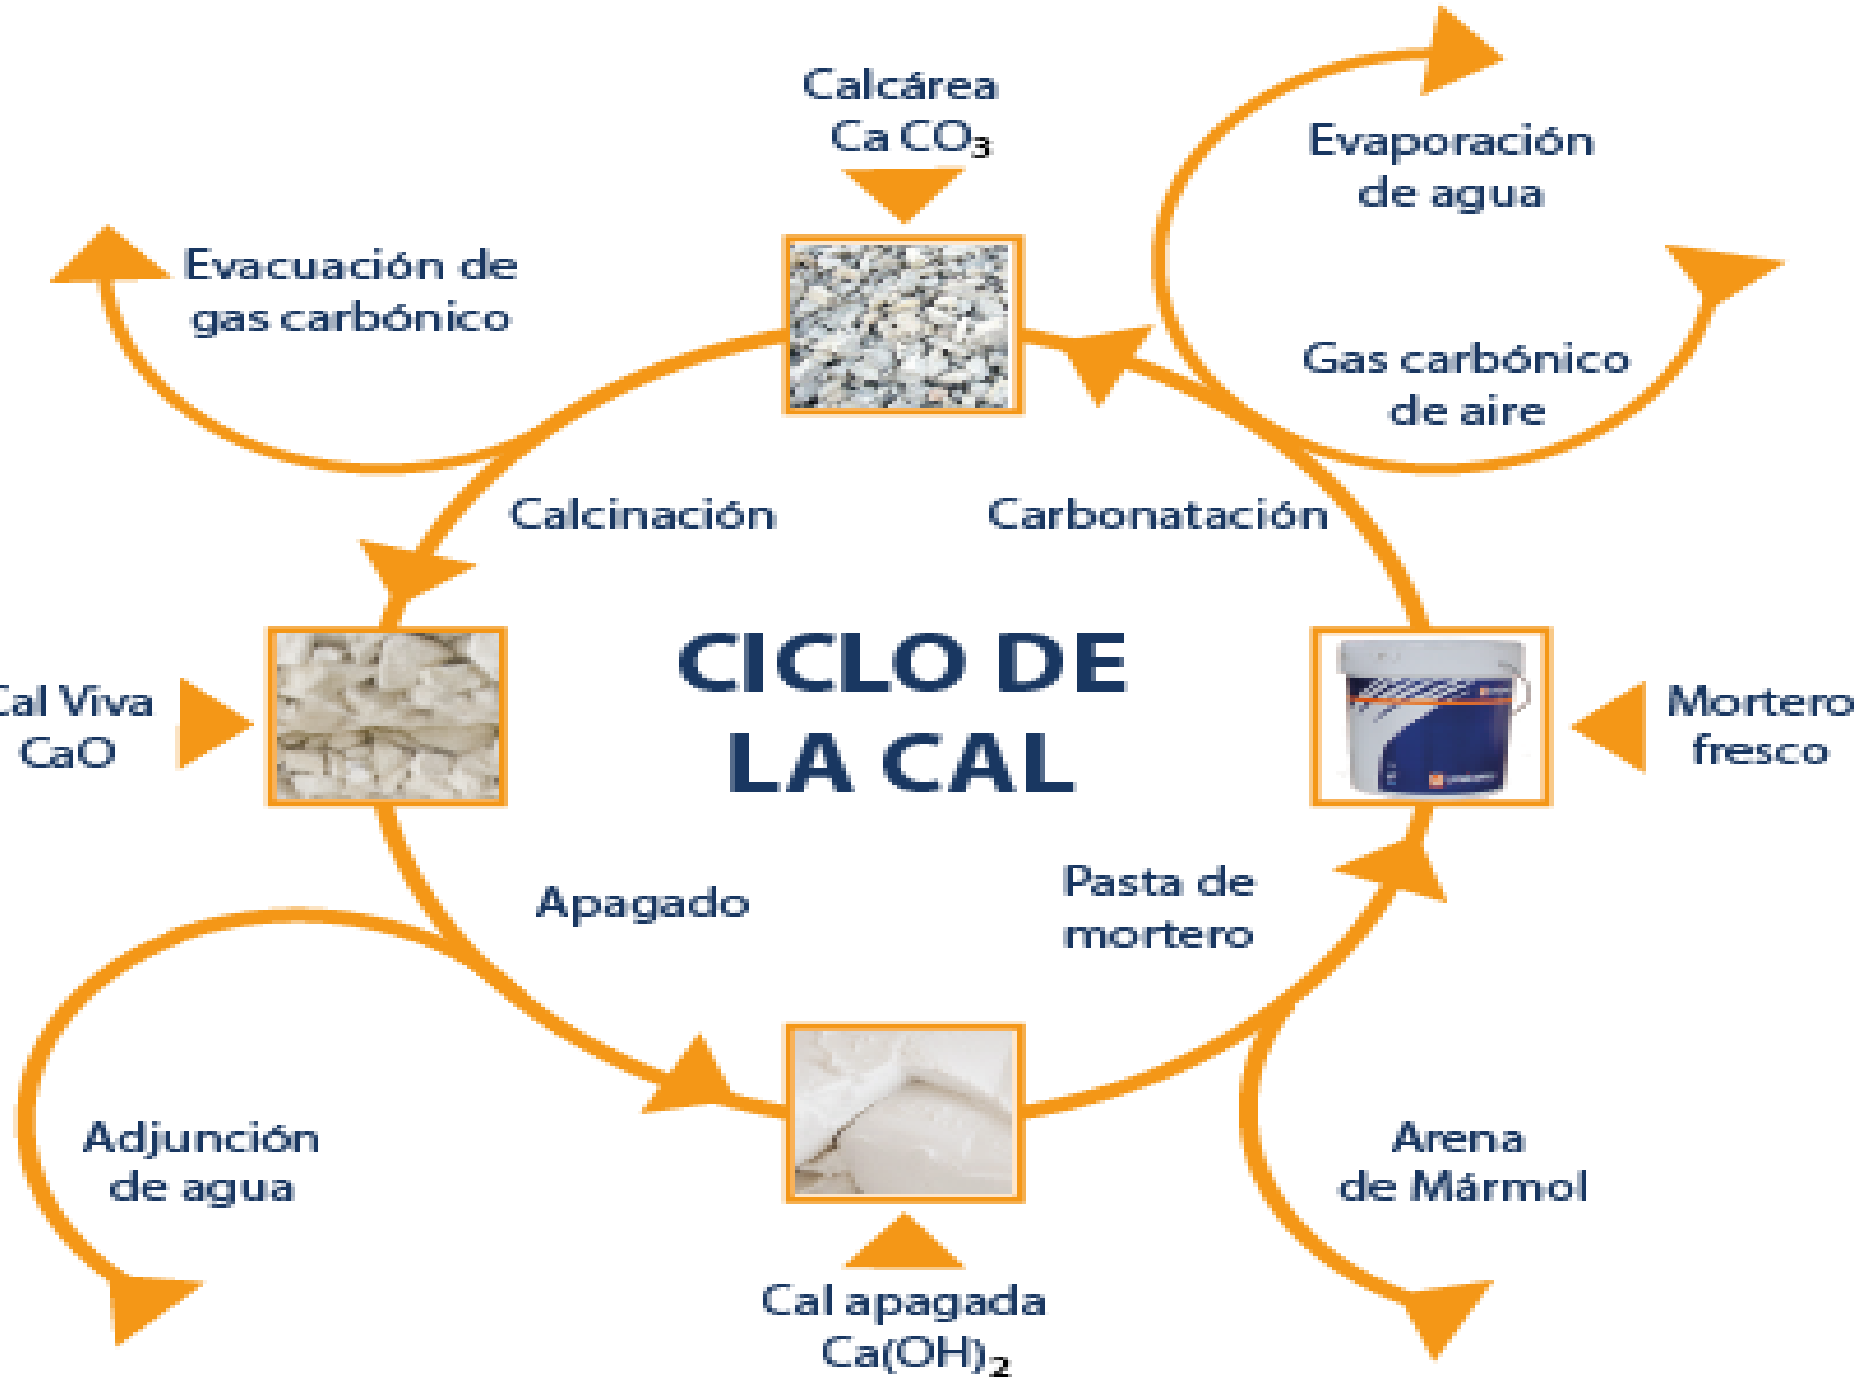 Calcárea
Ca CO₃
Evaporación
de agua
Evacuación de
gas carbónico
Gas carbónico
de aire
Calcinación
Carbonatación
CICLO DE
LA CAL
Cal Viva
CaO
Mortero
fresco
Apagado
Pasta de
mortero
Adjunción
de agua
Arena
de Mármol
Cal apagada
Ca(OH)₂